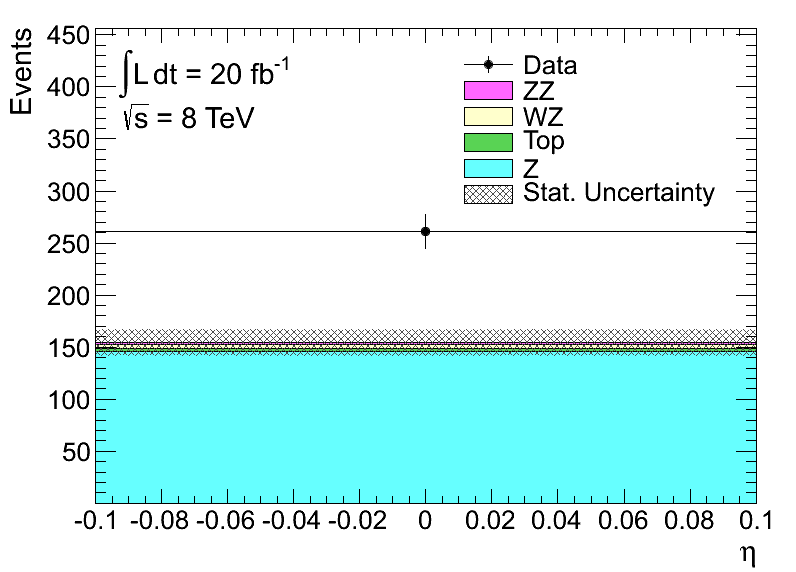 Events
450
400
350
300
250
200
150
100
50
∫L dt = 20 fb⁻¹
√s = 8 TeV
Data
ZZ
WZ
Top
Z
Stat. Uncertainty
-0.1 -0.08 -0.06 -0.04 -0.02 0 0.02 0.04 0.06 0.08 0.1
η